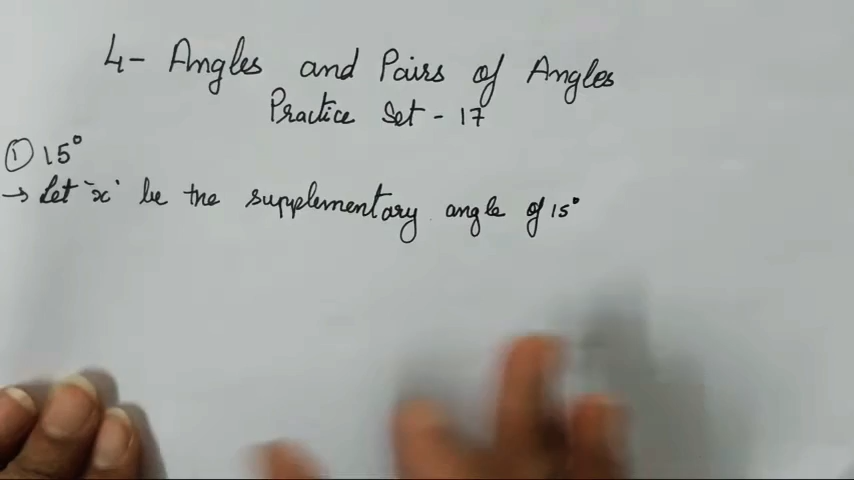 4- Angles and Pairs of Angles
Practice Set - 17
① 15°
→ Let 'x' be the supplementary angle of 15°